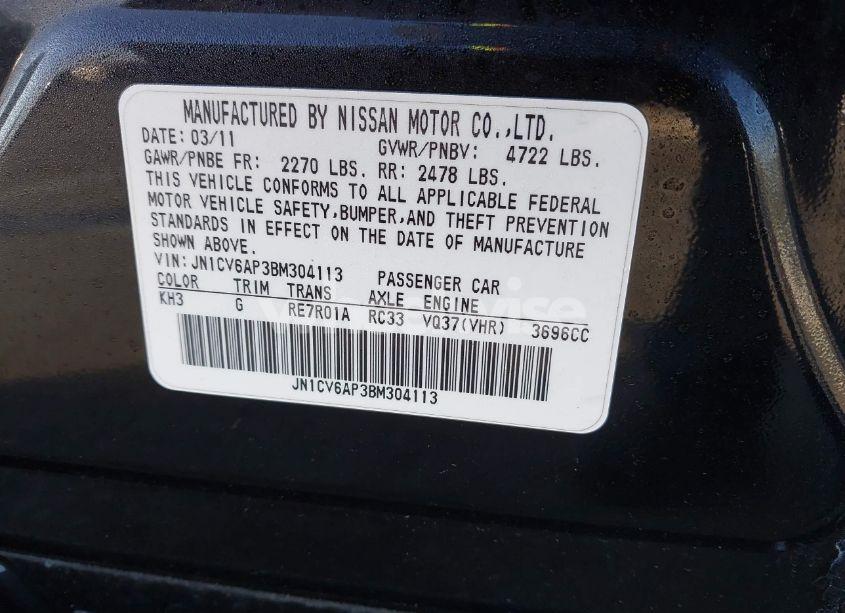 MANUFACTURED BY NISSAN MOTOR CO.,LTD.
DATE: 03/11 GVWR/PNBV: 4722 LBS.
GAWR/PNBE FR: 2270 LBS. RR: 2478 LBS.
THIS VEHICLE CONFORMS TO ALL APPLICABLE FEDERAL
MOTOR VEHICLE SAFETY,BUMPER,AND THEFT PREVENTION
STANDARDS IN EFFECT ON THE DATE OF MANUFACTURE
SHOWN ABOVE.
VIN:JN1CV6AP3BM304113 PASSENGER CAR
COLOR TRIM TRANS AXLE ENGINE
KH3 G RE7R01A RC33 VQ37(VHR) 3696CC
JN1CV6AP3BM304113